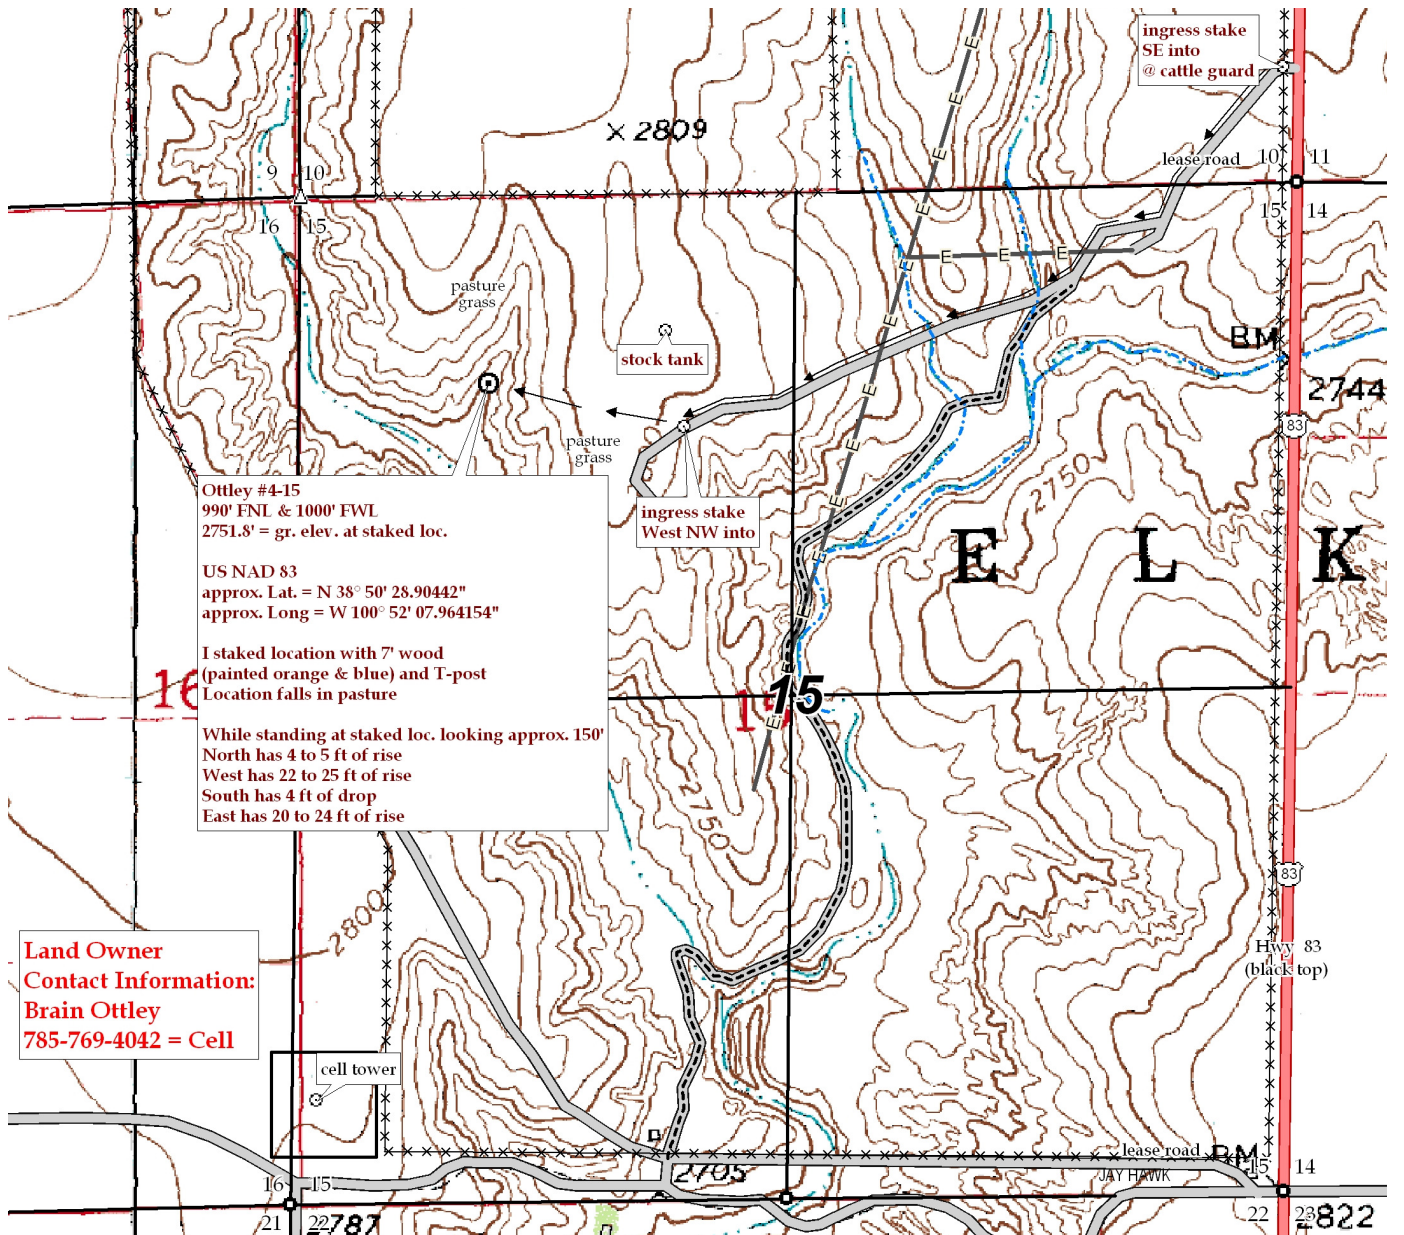 ingress stake
SE into
@ cattle guard
× 2809
lease road
9 10
10 11
16 15
15 14
pasture
grass
stock tank
BM
2744
83
pasture
grass
Ottley #4-15
990' FNL & 1000' FWL
2751.8' = gr. elev. at staked loc.
US NAD 83
approx. Lat. = N 38° 50' 28.90442"
approx. Long = W 100° 52' 07.964154"
I staked location with 7' wood
(painted orange & blue) and T-post
Location falls in pasture
While standing at staked loc. looking approx. 150'
North has 4 to 5 ft of rise
West has 22 to 25 ft of rise
South has 4 ft of drop
East has 20 to 24 ft of rise
ingress stake
West NW into
2750
E L K
E E E E E E E E E E E E E E
16
15
15
2750
2800
83
Hwy 83
(black top)
Land Owner
Contact Information:
Brain Ottley
785-769-4042 = Cell
cell tower
lease road
BM
JAY HAWK
2705
16 15
15 14
21 22
22 23
2787
2822